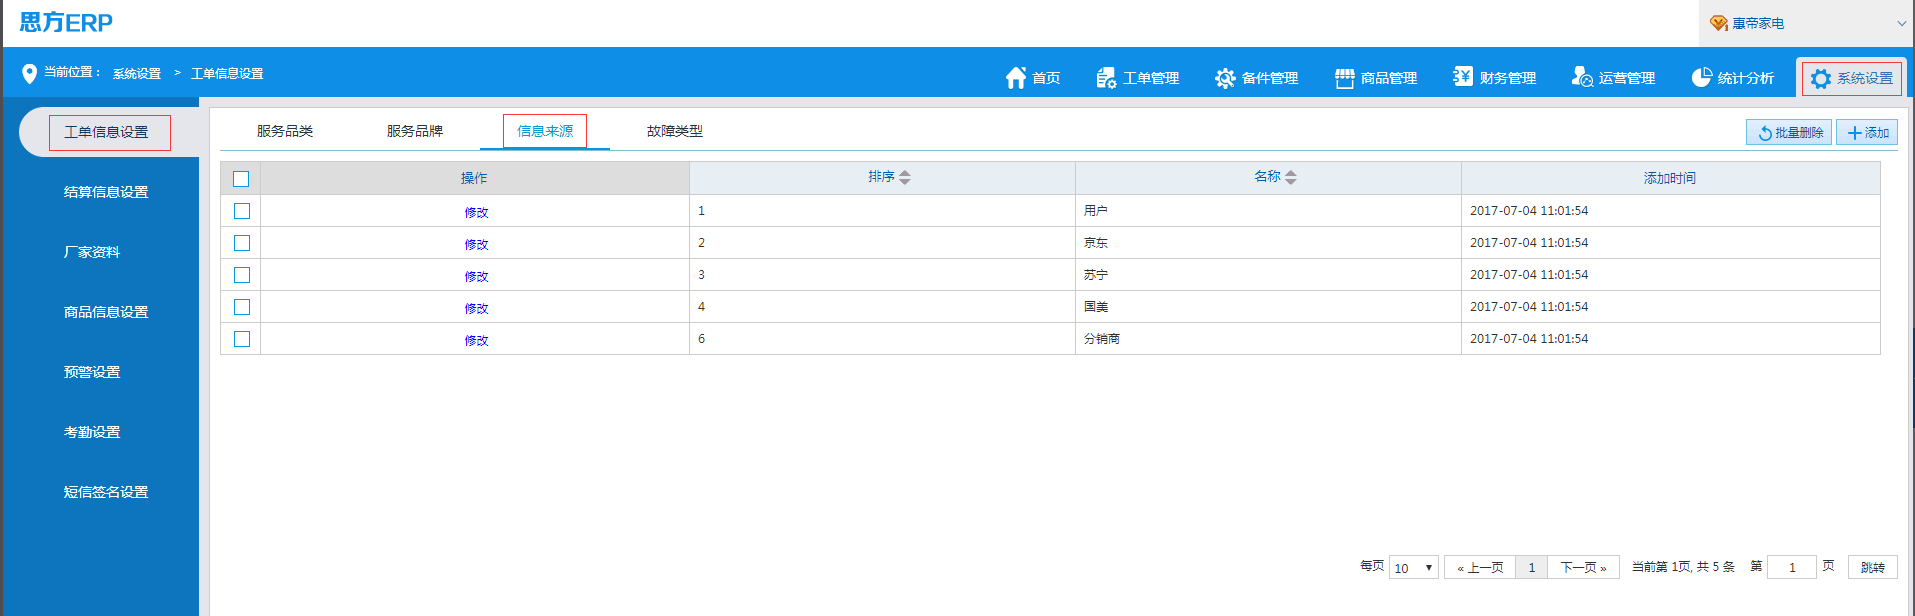 思方ERP
惠帝家电
当前位置： 系统设置 > 工单信息设置
首页 工单管理 备件管理 商品管理 财务管理 运营管理 统计分析 系统设置
工单信息设置
结算信息设置
厂家资料
商品信息设置
预警设置
考勤设置
短信签名设置
服务品类 服务品牌 信息来源 故障类型
批量删除 添加
操作 排序 名称 添加时间
修改 1 用户 2017-07-04 11:01:54
修改 2 京东 2017-07-04 11:01:54
修改 3 苏宁 2017-07-04 11:01:54
修改 4 国美 2017-07-04 11:01:54
修改 6 分销商 2017-07-04 11:01:54
每页 10 « 上一页 1 下一页 » 当前第 1页, 共 5 条 第 1 页 跳转